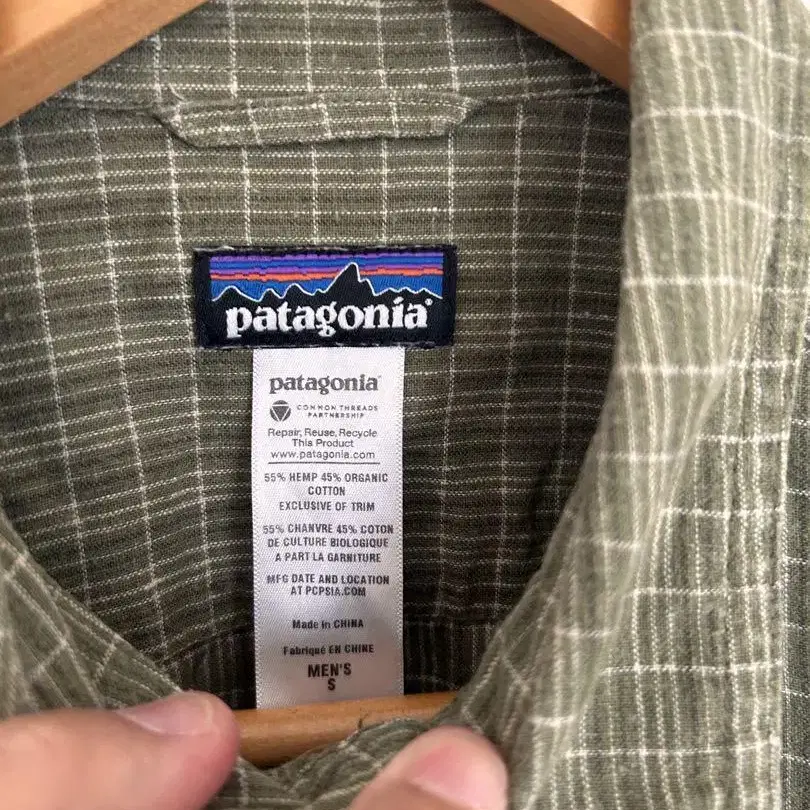 patagonia®
patagonia®
COMMON THREADS
PARTNERSHIP
Repair, Reuse, Recycle
This Product
www.patagonia.com
55% HEMP 45% ORGANIC
COTTON
EXCLUSIVE OF TRIM
55% CHANVRE 45% COTON
DE CULTURE BIOLOGIQUE
A PART LA GARNITURE
MFG DATE AND LOCATION
AT PCPSIA.COM
Made in CHINA
Fabriqué EN CHINE
MEN'S
S